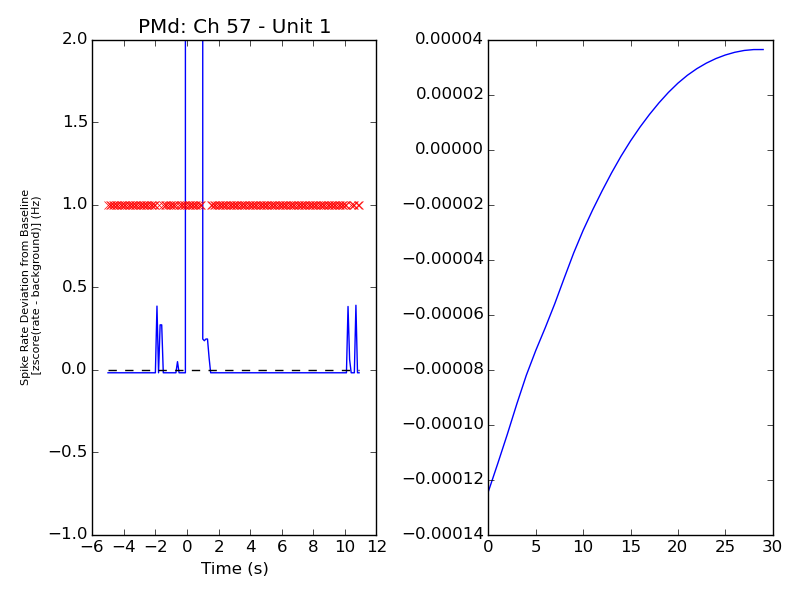 PMd: Ch 57 - Unit 1
Spike Rate Deviation from Baseline
[zscore(rate - background)] (Hz)
2.0
1.5
1.0
0.5
0.0
−0.5
−1.0
−6 −4 −2 0 2 4 6 8 10 12
Time (s)
0.00004
0.00002
0.00000
−0.00002
−0.00004
−0.00006
−0.00008
−0.00010
−0.00012
−0.00014
0 5 10 15 20 25 30